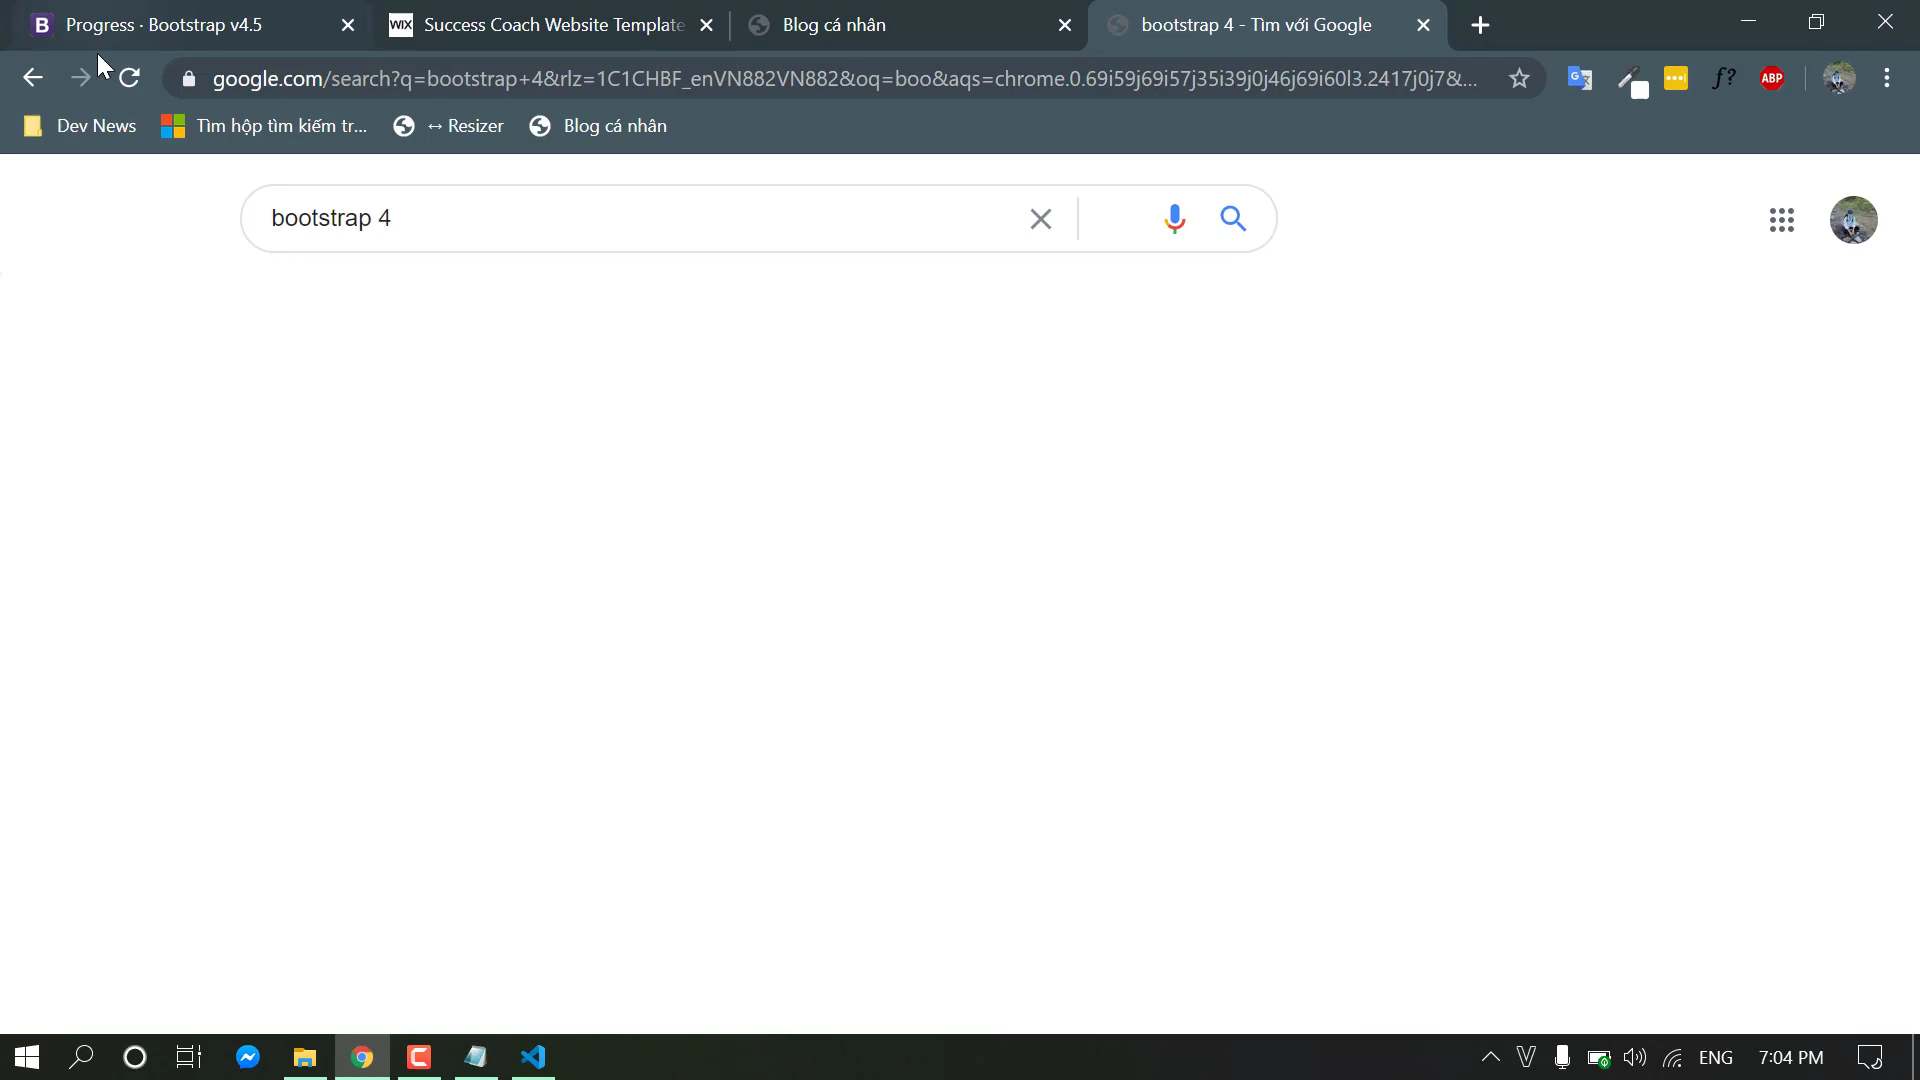 B Progress · Bootstrap v4.5
WIX Success Coach Website Template
Blog cá nhân
bootstrap 4 - Tìm với Google
google.com/search?q=bootstrap+4&rlz=1C1CHBF_enVN882VN882&oq=boo&aqs=chrome.0.69i59j69i57j35i39j0j46j69i60l3.2417j0j7&...
f?
ABP
Dev News
Tìm hộp tìm kiếm tr...
↔ Resizer
Blog cá nhân
bootstrap 4
ENG
7:04 PM